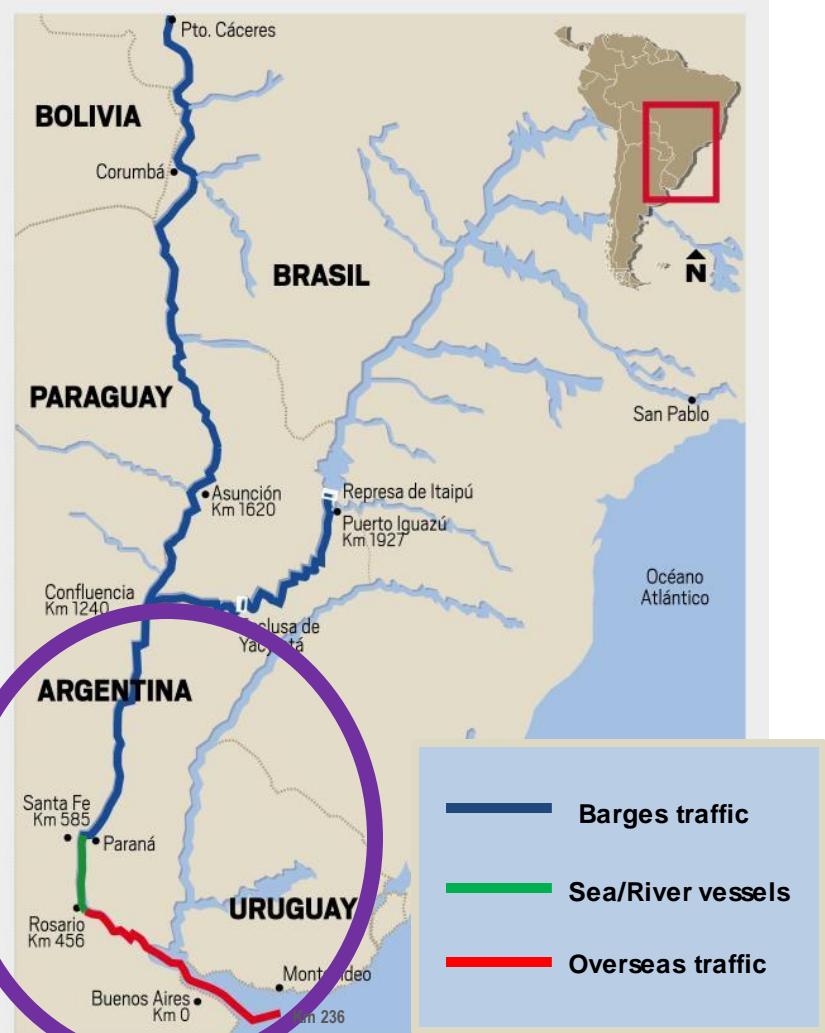 Pto. Cáceres
BOLIVIA
Corumbá
BRASIL
N
PARAGUAY
San Pablo
Asunción
Km 1620
Represa de Itaipú
Puerto Iguazú
Km 1927
Océano
Atlántico
Confluencia
Km 1240
de
ARGENTINA
Santa Fe
Km 585
Paraná
Rosario
Km 456
URUGUAY
Buenos Aires
Km 0
236
Barges traffic
Sea/River vessels
Overseas traffic